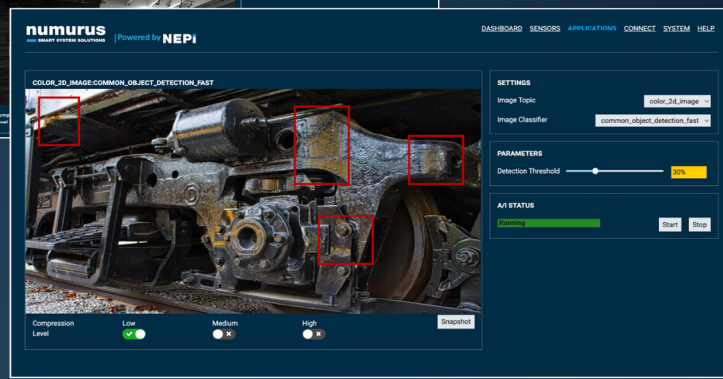 numurus
SMART SYSTEM SOLUTIONS
|Powered by NEPi
DASHBOARD SENSORS APPLICATIONS CONNECT SYSTEM HELP
COLOR_2D_IMAGE:COMMON_OBJECT_DETECTION_FAST
SETTINGS
Image Topic
color_2d_image
Image Classifier
common_object_detection_fast
PARAMETERS
Detection Threshold
30%
A/I STATUS
Running
Start
Stop
Compression
Level
Low
Medium
High
Snapshot